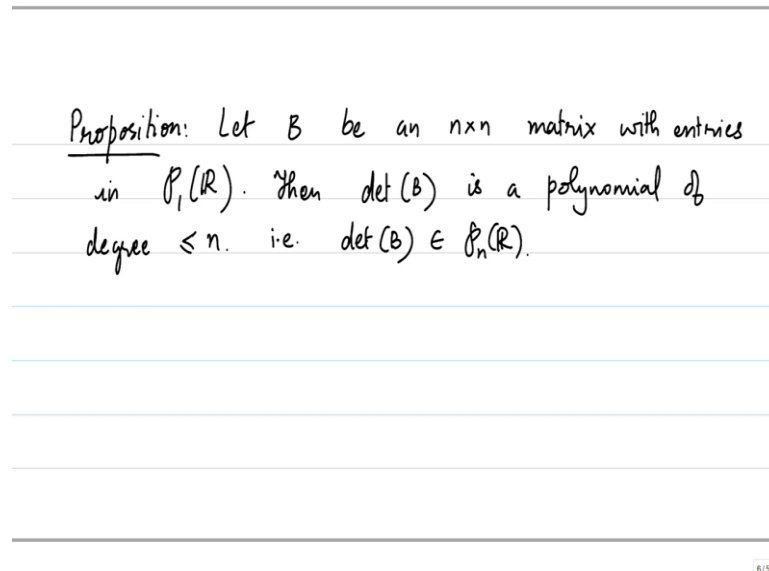 Proposition: Let B be an n×n matrix with entries
in P₁(ℝ). Then det(B) is a polynomial of
degree ≤ n. i.e. det(B) ∈ Pₙ(ℝ).